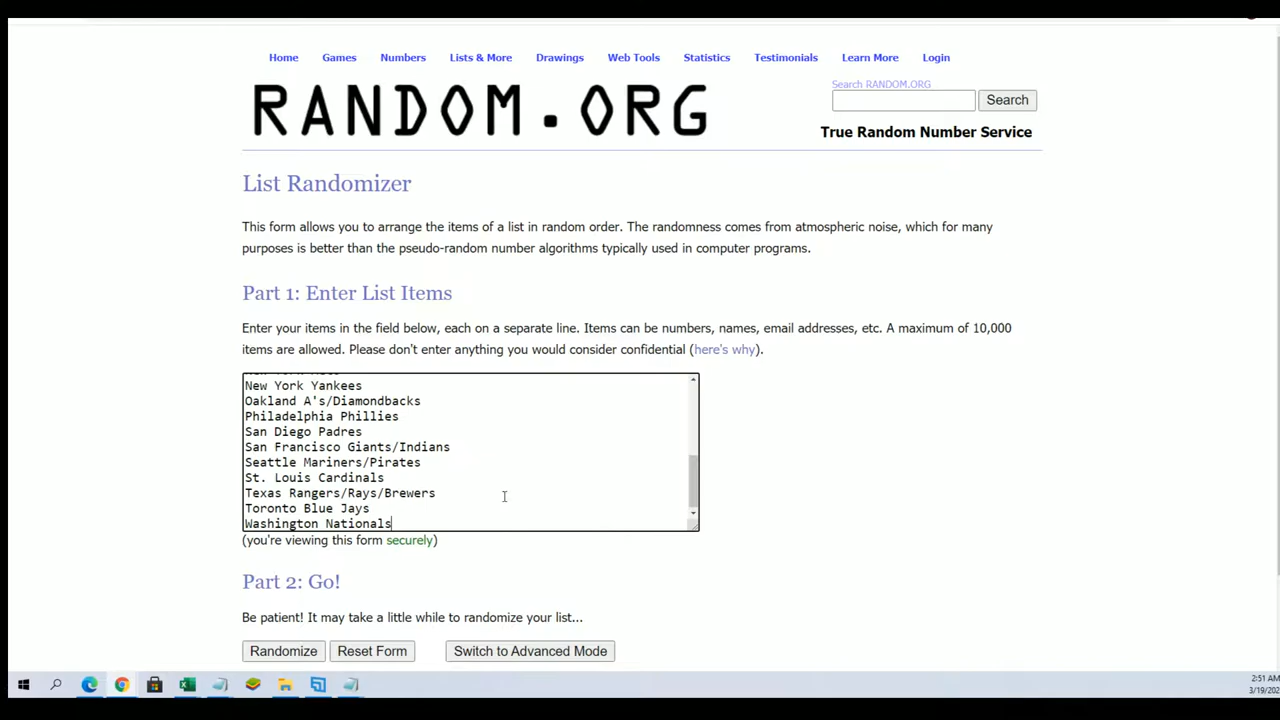 Home Games Numbers Lists & More Drawings Web Tools Statistics Testimonials Learn More Login
Search RANDOM.ORG
RANDOM.ORG
Search
True Random Number Service
List Randomizer
This form allows you to arrange the items of a list in random order. The randomness comes from atmospheric noise, which for many
purposes is better than the pseudo-random number algorithms typically used in computer programs.
Part 1: Enter List Items
Enter your items in the field below, each on a separate line. Items can be numbers, names, email addresses, etc. A maximum of 10,000
items are allowed. Please don't enter anything you would consider confidential (here's why).
New York Yankees
Oakland A's/Diamondbacks
Philadelphia Phillies
San Diego Padres
San Francisco Giants/Indians
Seattle Mariners/Pirates
St. Louis Cardinals
Texas Rangers/Rays/Brewers
Toronto Blue Jays
Washington Nationals
(you're viewing this form securely)
Part 2: Go!
Be patient! It may take a little while to randomize your list...
Randomize Reset Form Switch to Advanced Mode
2:51 AM